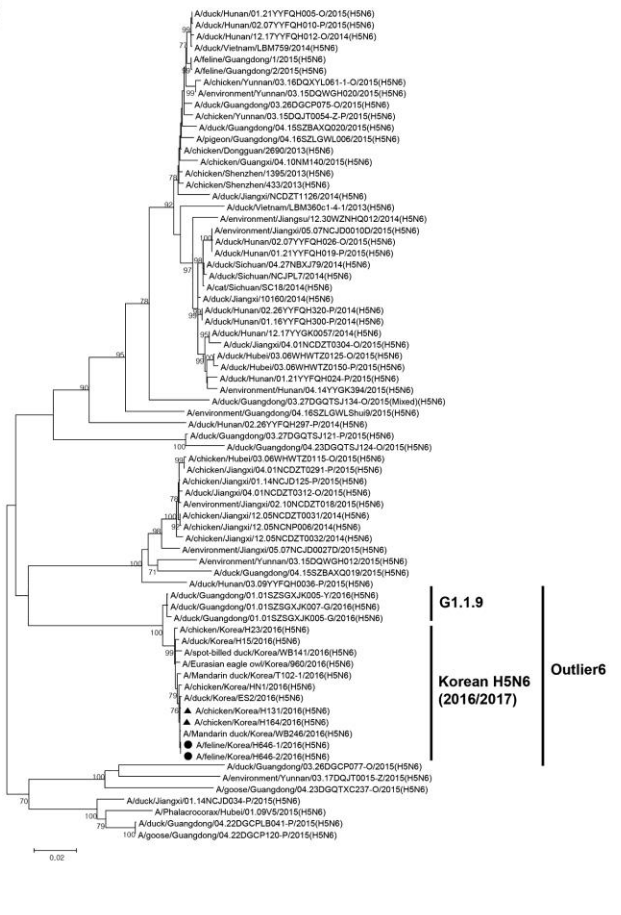 A/duck/Hunan/01.21YYFQH005-O/2015(H5N6)
A/duck/Hunan/02.07YYFQH010-P/2015(H5N6)
A/duck/Hunan/12.17YYFQH012-O/2014(H5N6)
A/duck/Vietnam/LBM759/2014(H5N6)
A/feline/Guangdong/1/2015(H5N6)
A/feline/Guangdong/2/2015(H5N6)
A/chicken/Yunnan/03.16DQXYL061-1-O/2015(H5N6)
A/environment/Yunnan/03.15DQWGH020/2015(H5N6)
A/duck/Guangdong/03.26DGCP075-O/2015(H5N6)
A/chicken/Yunnan/03.15DQJT0054-Z-P/2015(H5N6)
A/duck/Guangdong/04.15SZBAXQ020/2015(H5N6)
A/pigeon/Guangdong/04.16SZLGWL006/2015(H5N6)
A/chicken/Dongguan/2690/2013(H5N6)
A/chicken/Guangxi/04.10NM140/2015(H5N6)
A/chicken/Shenzhen/1395/2013(H5N6)
A/chicken/Shenzhen/433/2013(H5N6)
A/duck/Jiangxi/NCDZT1126/2014(H5N6)
A/duck/Vietnam/LBM360c1-4-1/2013(H5N6)
A/environment/Jiangsu/12.30WZNHQ012/2014(H5N6)
A/environment/Jiangxi/05.07NCJD0010D/2015(H5N6)
A/duck/Hunan/02.07YYFQH026-O/2015(H5N6)
A/duck/Hunan/01.21YYFQH019-P/2015(H5N6)
A/duck/Sichuan/04.27NBXJ79/2014(H5N6)
A/duck/Sichuan/NCJPL7/2014(H5N6)
A/cat/Sichuan/SC18/2014(H5N6)
A/duck/Jiangxi/10160/2014(H5N6)
A/duck/Hunan/02.26YYFQH320-P/2014(H5N6)
A/duck/Hunan/01.16YYFQH300-P/2014(H5N6)
A/duck/Hunan/12.17YYGK0057/2014(H5N6)
A/duck/Jiangxi/04.01NCDZT0304-O/2015(H5N6)
A/duck/Hubei/03.06WHWTZ0125-O/2015(H5N6)
A/duck/Hubei/03.06WHWTZ0150-P/2015(H5N6)
A/duck/Hunan/01.21YYFQH024-P/2015(H5N6)
A/environment/Hunan/04.14YYGK394/2015(H5N6)
A/duck/Guangdong/03.27DGQTSJ134-O/2015(Mixed)(H5N6)
A/environment/Guangdong/04.16SZLGWLShui9/2015(H5N6)
A/duck/Hunan/02.26YYFQH297-P/2014(H5N6)
A/duck/Guangdong/03.27DGQTSJ121-P/2015(H5N6)
A/duck/Guangdong/04.23DGQTSJ124-O/2015(H5N6)
A/chicken/Hubei/03.06WHWTZ0115-O/2015(H5N6)
A/chicken/Jiangxi/04.01NCDZT0291-P/2015(H5N6)
A/chicken/Jiangxi/01.14NCJD125-P/2015(H5N6)
A/duck/Jiangxi/04.01NCDZT0312-O/2015(H5N6)
A/environment/Jiangxi/02.10NCDZT018/2015(H5N6)
A/chicken/Jiangxi/12.05NCDZT0031/2014(H5N6)
A/chicken/Jiangxi/12.05NCNP006/2014(H5N6)
A/chicken/Jiangxi/12.05NCDZT0032/2014(H5N6)
A/environment/Jiangxi/05.07NCJD0027D/2015(H5N6)
A/environment/Yunnan/03.15DQWGH012/2015(H5N6)
A/duck/Guangdong/04.15SZBAXQ019/2015(H5N6)
A/duck/Hunan/03.09YYFQH0036-P/2015(H5N6)
A/duck/Guangdong/01.01SZSGXJK005-Y/2016(H5N6)
A/duck/Guangdong/01.01SZSGXJK007-G/2016(H5N6)
A/duck/Guangdong/01.01SZSGXJK005-G/2016(H5N6)
G1.1.9
A/chicken/Korea/H23/2016(H5N6)
A/duck/Korea/H15/2016(H5N6)
A/spot-billed duck/Korea/WB141/2016(H5N6)
A/Eurasian eagle owl/Korea/960/2016(H5N6)
A/Mandarin duck/Korea/T102-1/2016(H5N6)
A/chicken/Korea/HN1/2016(H5N6)
A/duck/Korea/ES2/2016(H5N6)
A/chicken/Korea/H131/2016(H5N6)
A/chicken/Korea/H164/2016(H5N6)
A/Mandarin duck/Korea/WB246/2016(H5N6)
A/feline/Korea/H646-1/2016(H5N6)
A/feline/Korea/H646-2/2016(H5N6)
Korean H5N6
(2016/2017)
Outlier6
A/duck/Guangdong/03.26DGCP077-O/2015(H5N6)
A/environment/Yunnan/03.17DQJT0015-Z/2015(H5N6)
A/goose/Guangdong/04.23DGQTXC237-O/2015(H5N6)
A/duck/Jiangxi/01.14NCJD034-P/2015(H5N6)
A/Phalacrocorax/Hubei/01.09V5/2015(H5N6)
A/duck/Guangdong/04.22DGCPLB041-P/2015(H5N6)
A/goose/Guangdong/04.22DGCP120-P/2015(H5N6)
92
97
78
95
90
100
98
100
71
100
99
79
76
100
70
100
79
100
0.02